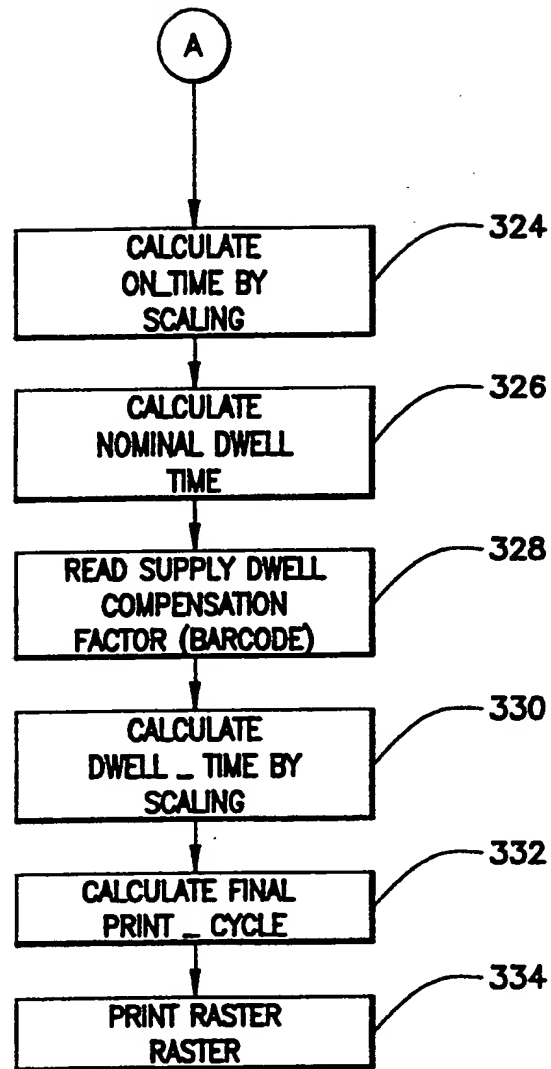 A
CALCULATE
ON_TIME BY
SCALING
324
CALCULATE
NOMINAL DWELL
TIME
326
READ SUPPLY DWELL
COMPENSATION
FACTOR (BARCODE)
328
CALCULATE
DWELL _ TIME BY
SCALING
330
CALCULATE FINAL
PRINT _ CYCLE
332
PRINT RASTER
RASTER
334